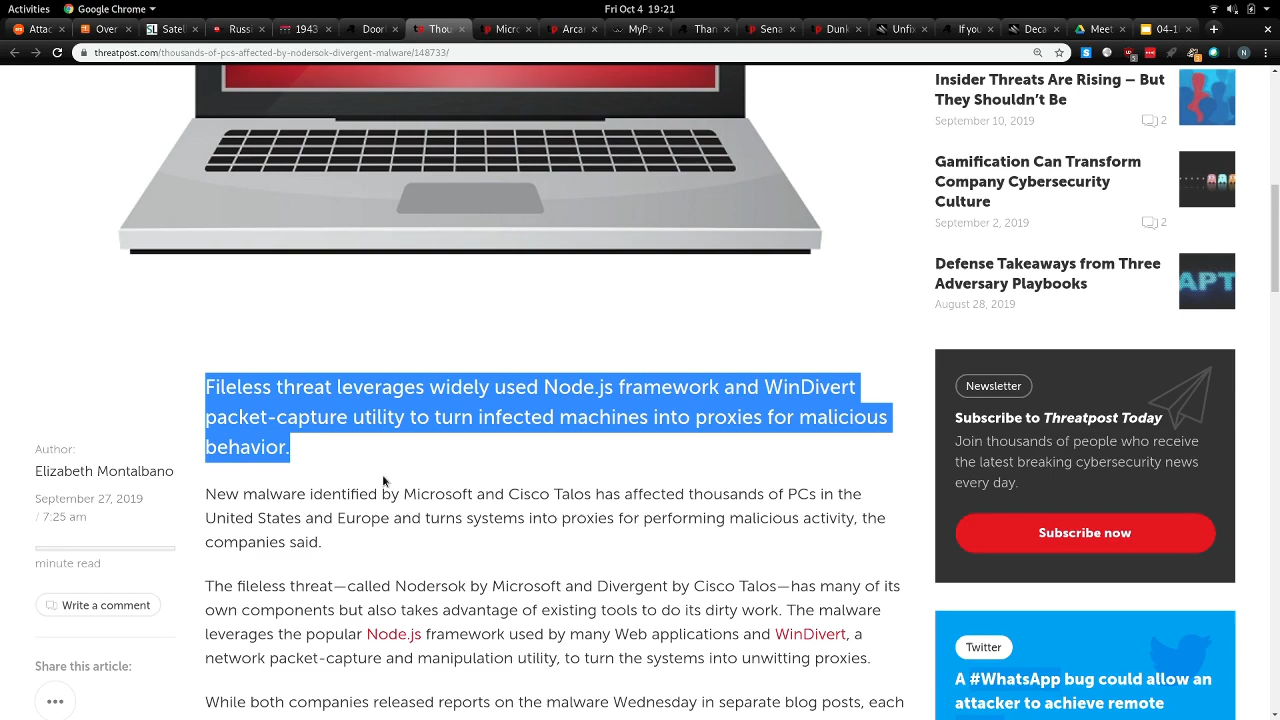 Activities
Google Chrome
Fri Oct 4 19:21
Attac
Over
Satel
Russi
1943
Doori
Thou
Micro
Arcan
MyPa
Than
Sena
Dunk
Unfix
If you
Deca
Meet
04-1
threatpost.com/thousands-of-pcs-affected-by-nodersok-divergent-malware/148733/
N
Insider Threats Are Rising – But
They Shouldn't Be
September 10, 2019
2
Gamification Can Transform
Company Cybersecurity
Culture
September 2, 2019
2
Defense Takeaways from Three
Adversary Playbooks
August 28, 2019
APT
Fileless threat leverages widely used Node.js framework and WinDivert
packet-capture utility to turn infected machines into proxies for malicious
behavior.
Author:
Elizabeth Montalbano
September 27, 2019
/ 7:25 am
minute read
Write a comment
Share this article:
New malware identified by Microsoft and Cisco Talos has affected thousands of PCs in the
United States and Europe and turns systems into proxies for performing malicious activity, the
companies said.
The fileless threat—called Nodersok by Microsoft and Divergent by Cisco Talos—has many of its
own components but also takes advantage of existing tools to do its dirty work. The malware
leverages the popular Node.js framework used by many Web applications and WinDivert, a
network packet-capture and manipulation utility, to turn the systems into unwitting proxies.
While both companies released reports on the malware Wednesday in separate blog posts, each
Newsletter
Subscribe to Threatpost Today
Join thousands of people who receive
the latest breaking cybersecurity news
every day.
Subscribe now
Twitter
A #WhatsApp bug could allow an
attacker to achieve remote